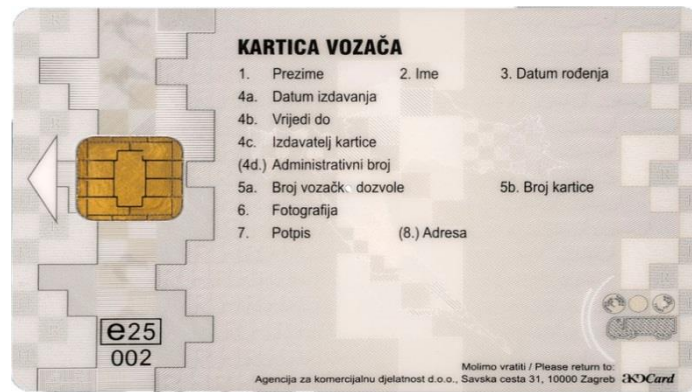 KARTICA VOZAČA
1. Prezime 2. Ime 3. Datum rođenja
4a. Datum izdavanja
4b. Vrijedi do
4c. Izdavatelj kartice
(4d.) Administrativni broj
5a. Broj vozačke dozvole 5b. Broj kartice
6. Fotografija
7. Potpis (8.) Adresa
e25
002
Molimo vratiti / Please return to:
Agencija za komercijalnu djelatnost d.o.o., Savska cesta 31, 10000 Zagreb AKDCard